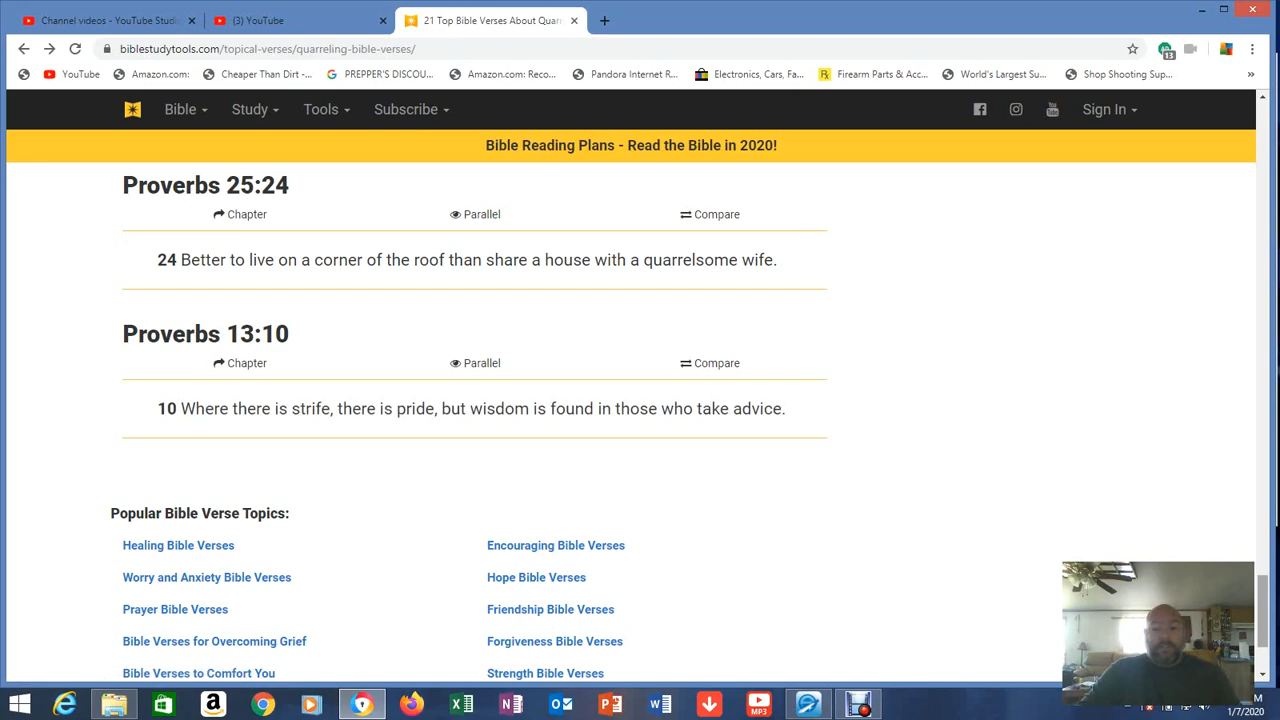 Channel videos - YouTube Studi
(3) YouTube
21 Top Bible Verses About Quarr
biblestudytools.com/topical-verses/quarreling-bible-verses/
13
YouTube
Amazon.com:
Cheaper Than Dirt -...
PREPPER'S DISCOU...
Amazon.com: Reco...
Pandora Internet R...
Electronics, Cars, Fa...
Firearm Parts & Acc...
World's Largest Su...
Shop Shooting Sup...
»
Bible
Study
Tools
Subscribe
Sign In
Bible Reading Plans - Read the Bible in 2020!
Proverbs 25:24
Chapter
Parallel
Compare
24 Better to live on a corner of the roof than share a house with a quarrelsome wife.
Proverbs 13:10
Chapter
Parallel
Compare
10 Where there is strife, there is pride, but wisdom is found in those who take advice.
Popular Bible Verse Topics:
Healing Bible Verses
Encouraging Bible Verses
Worry and Anxiety Bible Verses
Hope Bible Verses
Prayer Bible Verses
Friendship Bible Verses
Bible Verses for Overcoming Grief
Forgiveness Bible Verses
Bible Verses to Comfort You
Strength Bible Verses
MP3
M
1/7/2020